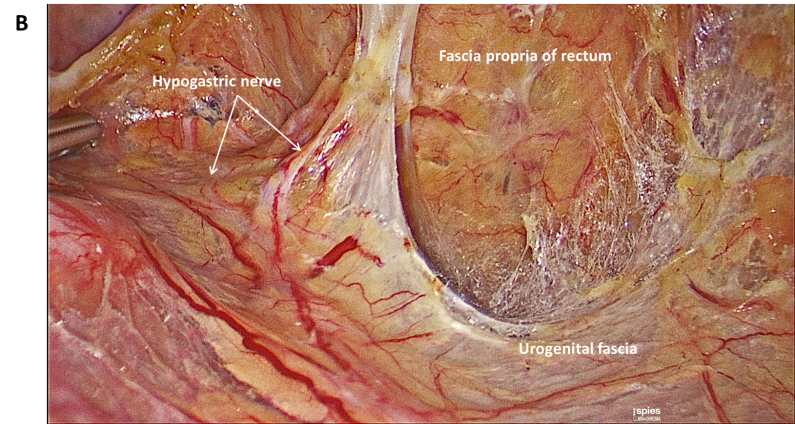 B
Fascia propria of rectum
Hypogastric nerve
Urogenital fascia
spies